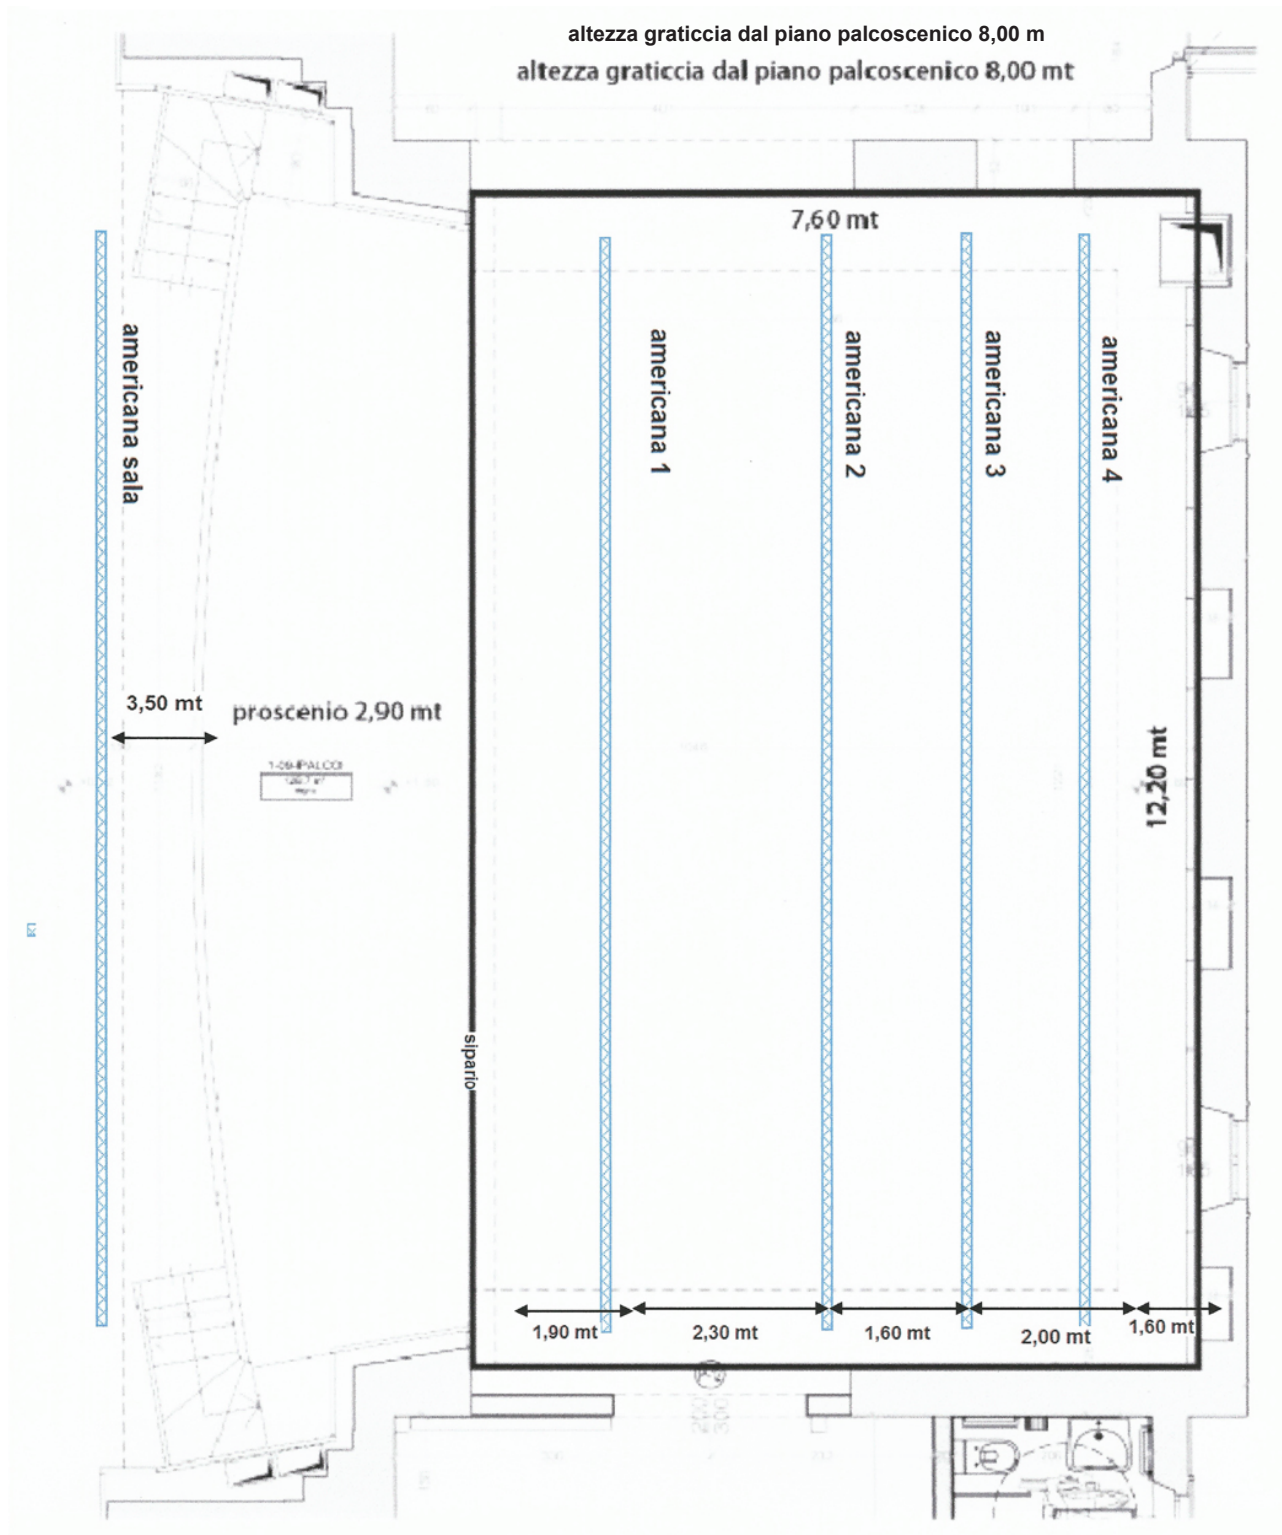 altezza graticcia dal piano palcoscenico 8,00 m
altezza graticcia dal piano palcoscenico 8,00 mt
7,60 mt
americana sala
americana 1
americana 2
americana 3
americana 4
3,50 mt
proscenio 2,90 mt
12,20 mt
sipario
1,90 mt
2,30 mt
1,60 mt
2,00 mt
1,60 mt
200
300